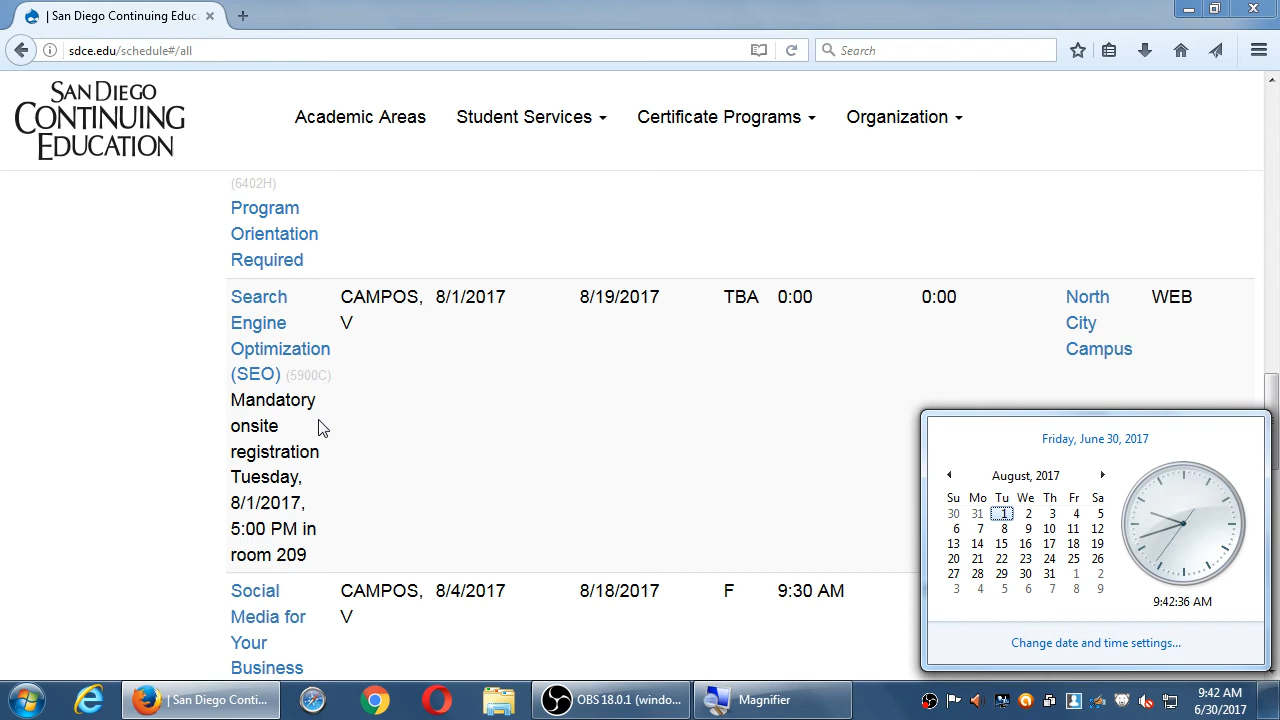 | San Diego Continuing Educ
sdce.edu/schedule#/all
Search
SAN DIEGO
CONTINUING
EDUCATION
Academic Areas
Student Services
Certificate Programs
Organization
(6402H)
Program
Orientation
Required
Search
Engine
Optimization
(SEO) (5900C)
Mandatory
onsite
registration
Tuesday,
8/1/2017,
5:00 PM in
room 209
CAMPOS,
V
8/1/2017
8/19/2017
TBA
0:00
0:00
North
City
Campus
WEB
Social
Media for
Your
Business
CAMPOS,
V
8/4/2017
8/18/2017
F
9:30 AM
Friday, June 30, 2017
August, 2017
Su Mo Tu We Th Fr Sa
30 31 1 2 3 4 5
6 7 8 9 10 11 12
13 14 15 16 17 18 19
20 21 22 23 24 25 26
27 28 29 30 31 1 2
3 4 5 6 7 8 9
9:42:36 AM
Change date and time settings...
| San Diego Conti...
OBS 18.0.1 (windo...
Magnifier
9:42 AM
6/30/2017